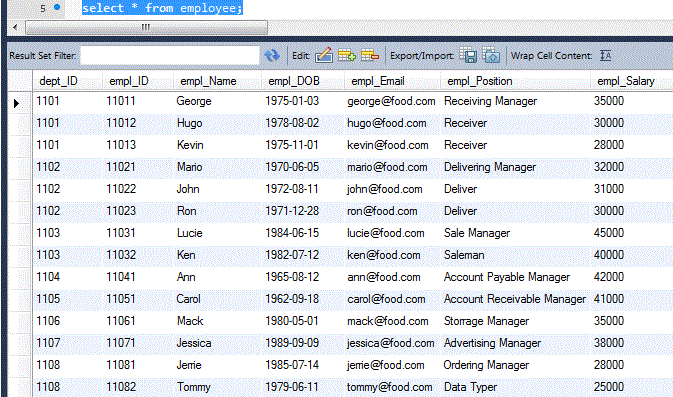 5 select * from employee;
Result Set Filter: Edit: Export/Import: Wrap Cell Content:
dept_ID empl_ID empl_Name empl_DOB empl_Email empl_Position empl_Salary
1101 11011 George 1975-01-03 george@food.com Receiving Manager 35000
1101 11012 Hugo 1978-08-02 hugo@food.com Receiver 30000
1101 11013 Kevin 1975-11-01 kevin@food.com Receiver 28000
1102 11021 Mario 1970-06-05 mario@food.com Delivering Manager 32000
1102 11022 John 1972-08-11 john@food.com Deliver 31000
1102 11023 Ron 1971-12-28 ron@food.com Deliver 30000
1103 11031 Lucie 1984-06-15 lucie@food.com Sale Manager 45000
1103 11032 Ken 1982-07-12 ken@food.com Saleman 40000
1104 11041 Ann 1965-08-12 ann@food.com Account Payable Manager 42000
1105 11051 Carol 1962-09-18 carol@food.com Account Receivable Manager 41000
1106 11061 Mack 1980-05-01 mack@food.com Storrage Manager 35000
1107 11071 Jessica 1989-09-09 jessica@food.com Advertising Manager 38000
1108 11081 Jerrie 1985-07-14 jerrie@food.com Ordering Manager 28000
1108 11082 Tommy 1979-06-11 tommy@food.com Data Typer 25000